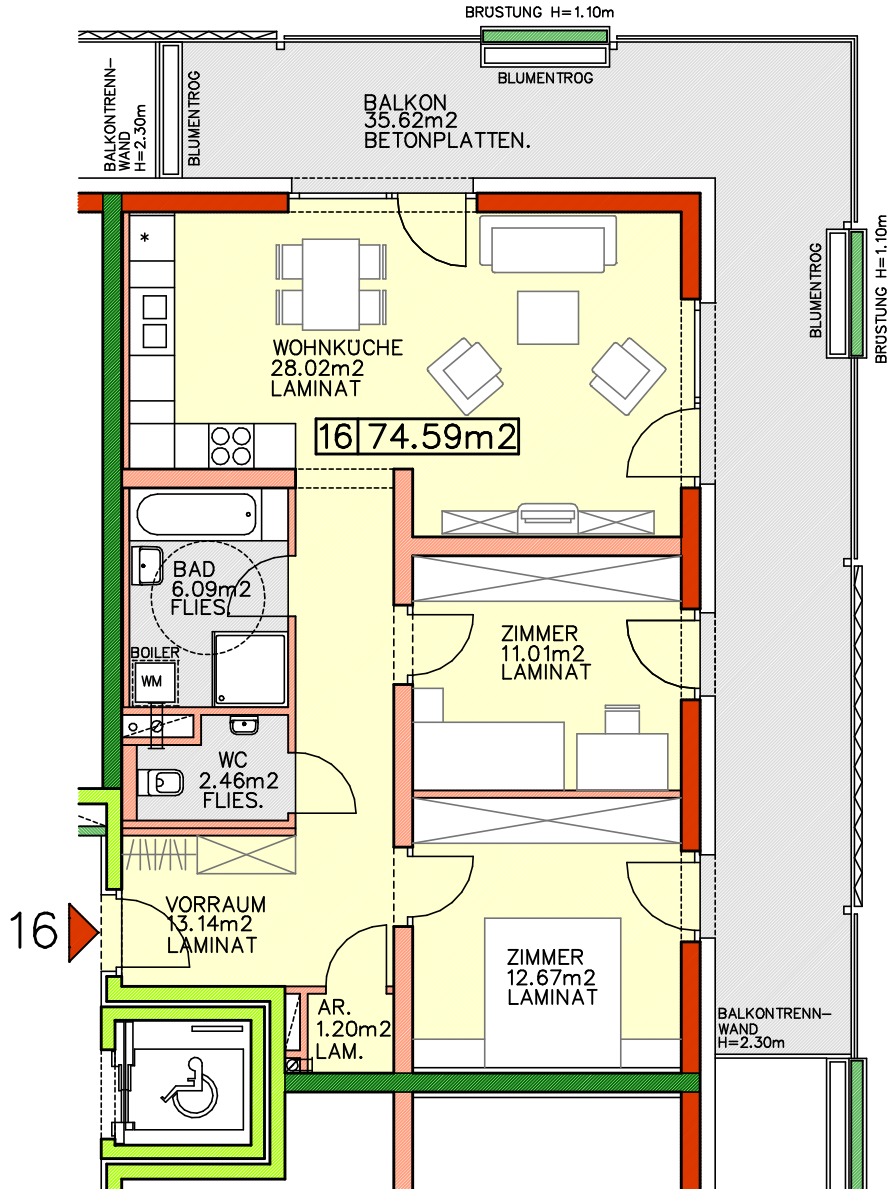 BRÜSTUNG H=1.10m
BLUMENTROG
BALKONTRENN–
WAND
H=2.30m
BLUMENTROG
BALKON
35.62m2
BETONPLATTEN.
BLUMENTROG
BRÜSTUNG H=1.10m
*
WOHNKÜCHE
28.02m2
LAMINAT
16 74.59m2
BAD
6.09m2
FLIES.
BOILER
WM
ZIMMER
11.01m2
LAMINAT
WC
2.46m2
FLIES.
VORRAUM
13.14m2
LAMINAT
16
ZIMMER
12.67m2
LAMINAT
AR.
1.20m2
LAM.
BALKONTRENN–
WAND
H=2.30m